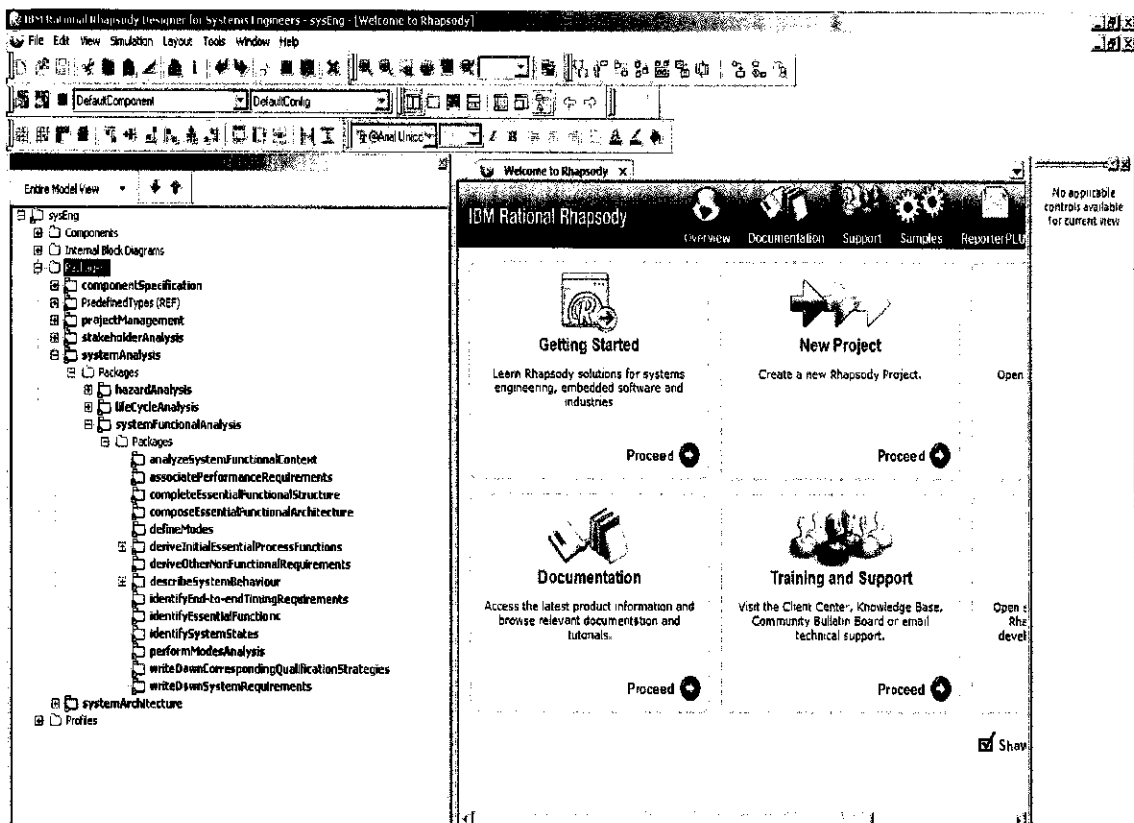 IBM Rational Rhapsody Designer for Systems Engineers - sysEng - [Welcome to Rhapsody]
File Edit View Simulation Layout Tools Window Help
DefaultComponent DefaultConfig
Entire Model View
sysEng
Components
Internal Block Diagrams
Packages
componentSpecification
PredefinedTypes (REF)
projectManagement
stakeholderAnalysis
systemAnalysis
Packages
hazardAnalysis
lifeCycleAnalysis
systemFuncionalAnalysis
Packages
analyzeSystemFunctionalContext
associatePerformanceRequirements
completeEssentialFunctionalStructure
composeEssentialFunctionalArchitecture
defineModes
deriveInitialEssentialProcessFunctions
deriveOtherNonFunctionalRequirements
describeSystemBehaviour
identifyEnd-to-endTimingRequirements
identifyEssentialFunctions
identifySystemStates
performModesAnalysis
writeDownCorrespondingQualificationStrategies
writeDownSystemRequirements
systemArchitecture
Profiles
Welcome to Rhapsody x
IBM Rational Rhapsody
Overview Documentation Support Samples ReporterPLU
Getting Started
Learn Rhapsody solutions for systems
engineering, embedded software and
industries
Proceed
New Project
Create a new Rhapsody Project.
Proceed
Open
Documentation
Access the latest product information and
browse relevant documentation and
tutorials.
Proceed
Training and Support
Visit the Client Center, Knowledge Base,
Community Bulletin Board or email
technical support.
Proceed
Open s
Rha
devel
Show
No applicable
controls available
for current view